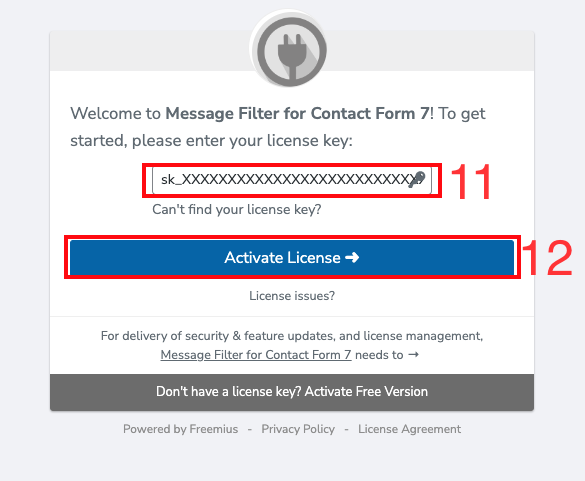 Welcome to Message Filter for Contact Form 7! To get
started, please enter your license key:
sk_XXXXXXXXXXXXXXXXXXXXXXXXXX
11
Can't find your license key?
Activate License ➜
12
License issues?
For delivery of security & feature updates, and license management,
Message Filter for Contact Form 7 needs to →
Don't have a license key? Activate Free Version
Powered by Freemius - Privacy Policy - License Agreement